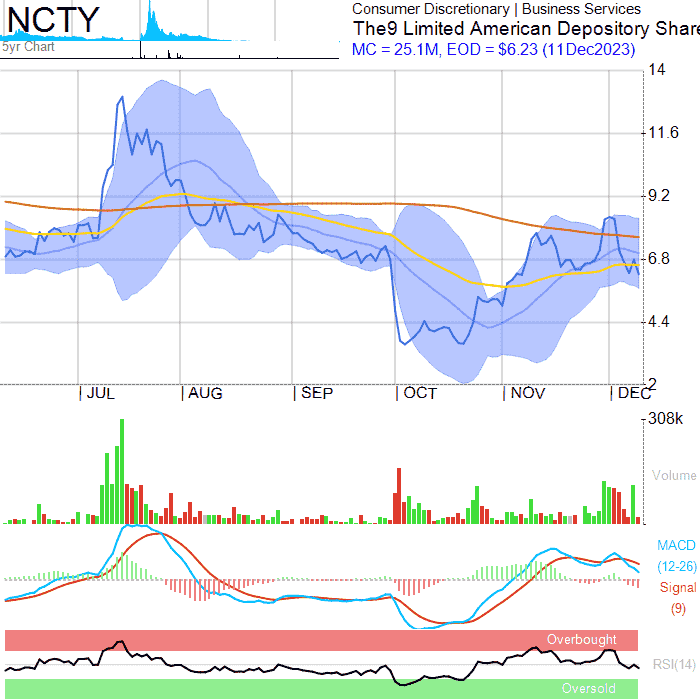 NCTY
5yr Chart
Consumer Discretionary | Business Services
The9 Limited American Depository Share
MC = 25.1M, EOD = $6.23 (11Dec2023)
14
11.6
9.2
6.8
4.4
2
JUL AUG SEP OCT NOV DEC
308k
Volume
MACD
(12-26)
Signal
(9)
Overbought
RSI(14)
Oversold